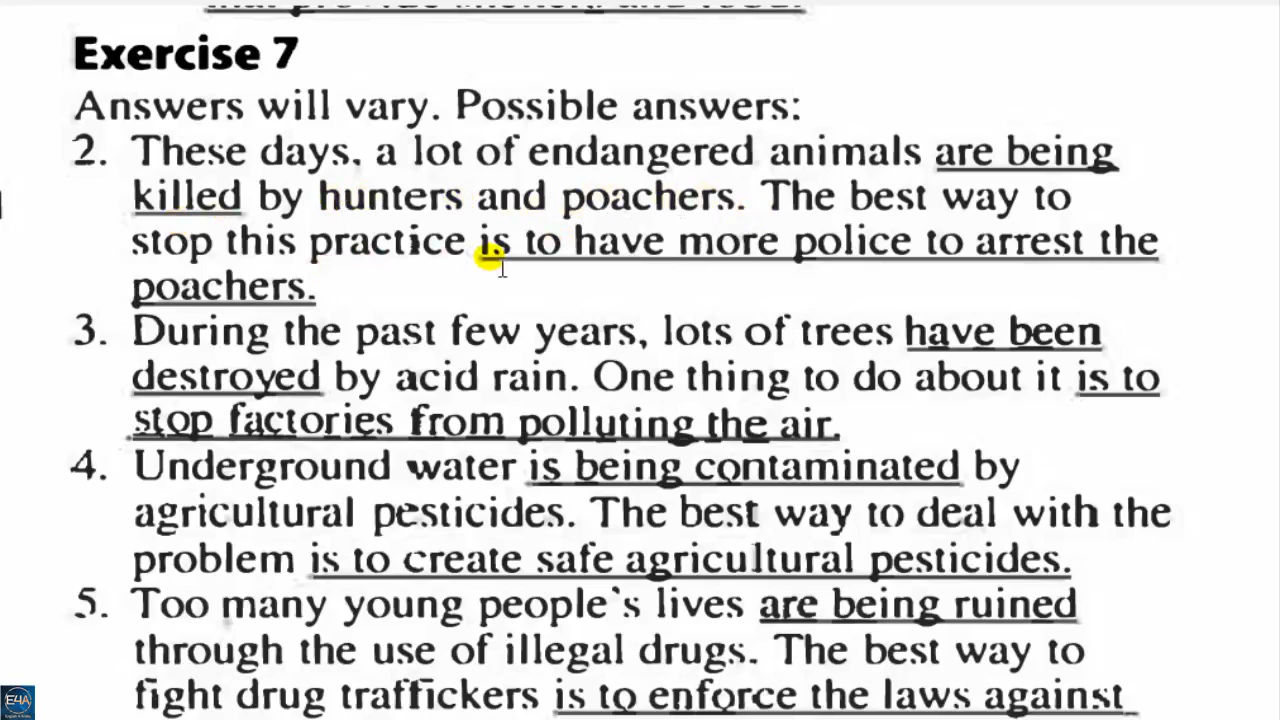 that provide
Exercise 7
Answers will vary. Possible answers:
2. These days, a lot of endangered animals are being
killed by hunters and poachers. The best way to
stop this practice is to have more police to arrest the
poachers.
3. During the past few years, lots of trees have been
destroyed by acid rain. One thing to do about it is to
stop factories from polluting the air.
4. Underground water is being contaminated by
agricultural pesticides. The best way to deal with the
problem is to create safe agricultural pesticides.
5. Too many young people's lives are being ruined
through the use of illegal drugs. The best way to
fight drug traffickers is to enforce the laws against
E4A